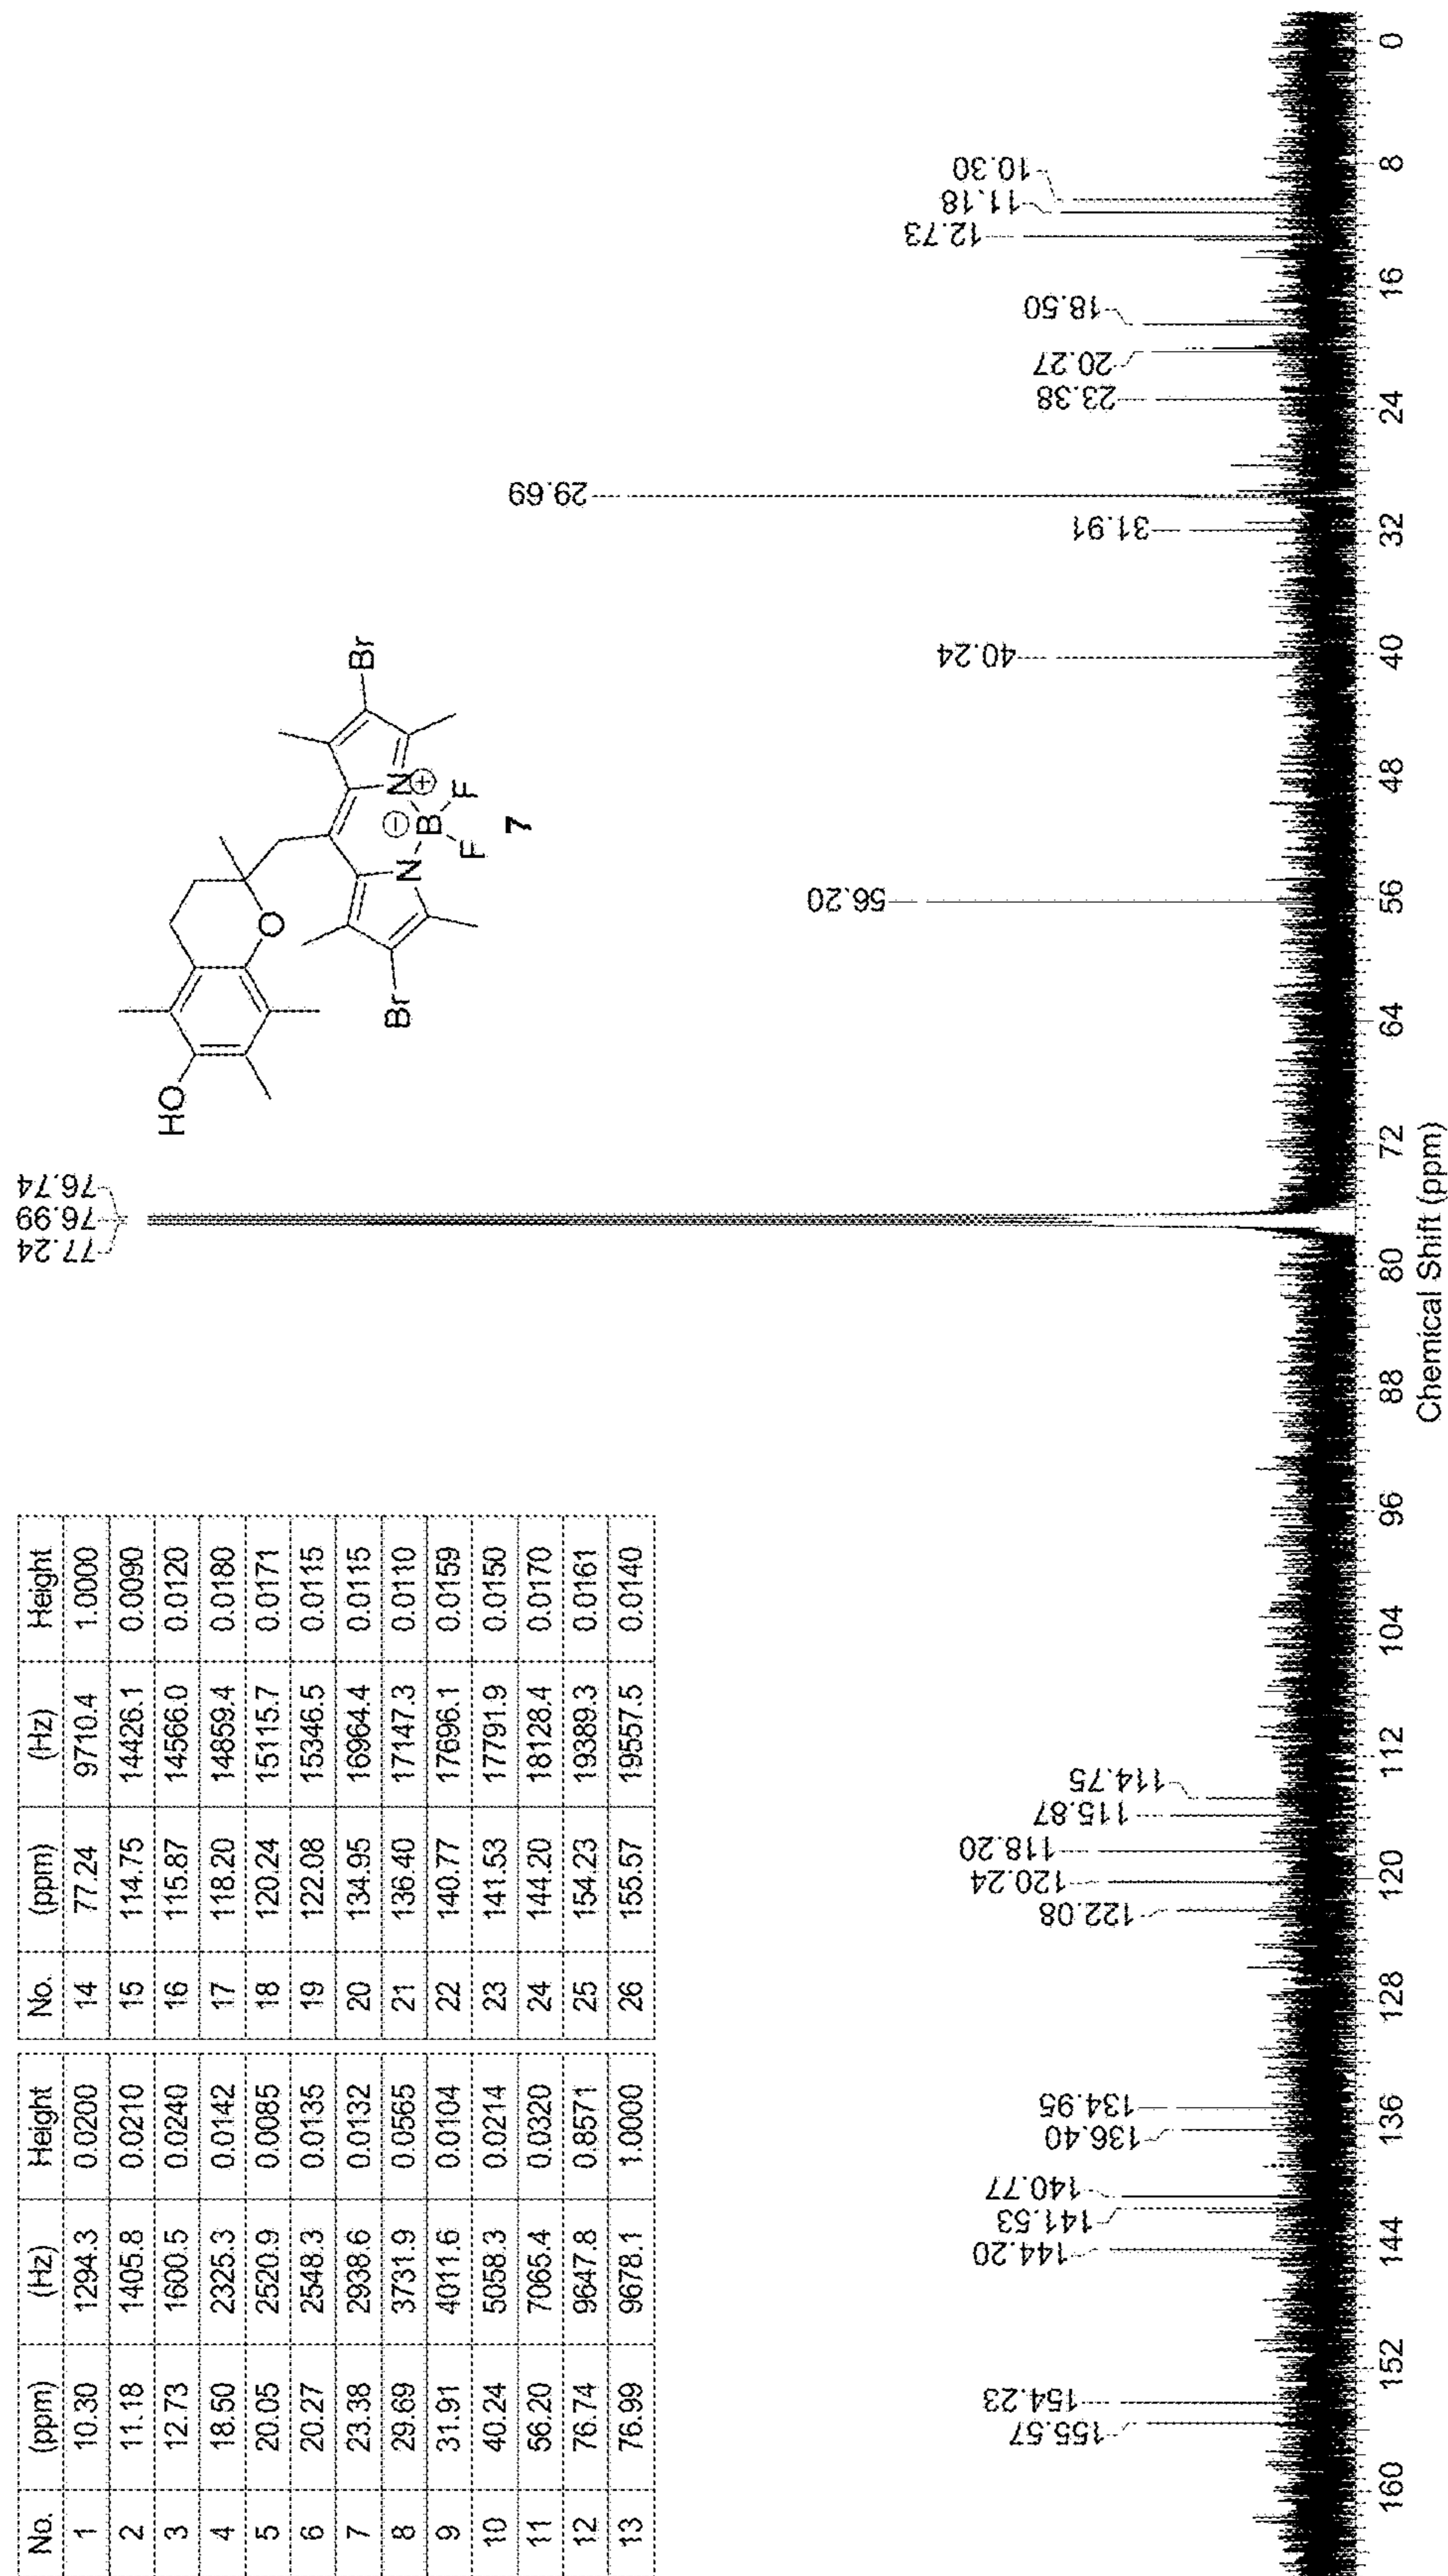 No. (ppm) (Hz) Height
1 10.30 1294.3 0.0200
2 11.18 1405.8 0.0210
3 12.73 1600.5 0.0240
4 18.50 2325.3 0.0142
5 20.05 2520.9 0.0085
6 20.27 2548.3 0.0135
7 23.38 2938.6 0.0132
8 29.69 3731.9 0.0565
9 31.91 4011.6 0.0104
10 40.24 5058.3 0.0214
11 56.20 7065.4 0.0320
12 76.74 9647.8 0.8571
13 76.99 9678.1 1.0000
No. (ppm) (Hz) Height
14 77.24 9710.4 1.0000
15 114.75 14426.1 0.0090
16 115.87 14566.0 0.0120
17 118.20 14859.4 0.0180
18 120.24 15115.7 0.0171
19 122.08 15346.5 0.0115
20 134.95 16964.4 0.0115
21 136.40 17147.3 0.0110
22 140.77 17696.1 0.0159
23 141.53 17791.9 0.0150
24 144.20 18128.4 0.0170
25 154.23 19389.3 0.0161
26 155.57 19557.5 0.0140
HO
O
Br
N
⊖
B
N
⊕
F
F
Br
7
155.57
154.23
144.20
141.53
140.77
136.40
134.95
122.08
120.24
118.20
115.87
114.75
77.24
76.99
76.74
56.20
40.24
31.91
29.69
23.38
20.27
18.50
12.73
11.18
10.30
160 152 144 136 128 120 112 104 96 88 80 72 64 56 48 40 32 24 16 8 0
Chemical Shift (ppm)